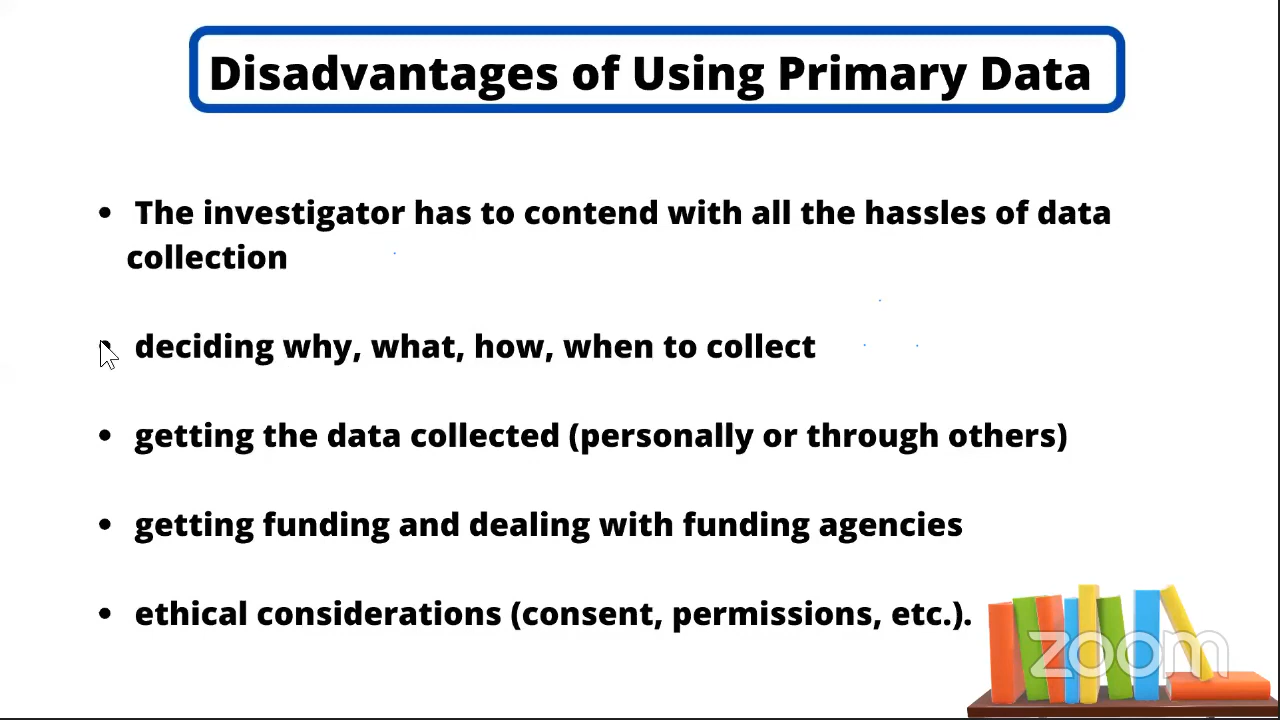 Disadvantages of Using Primary Data
• The investigator has to contend with all the hassles of data
collection
• deciding why, what, how, when to collect
• getting the data collected (personally or through others)
• getting funding and dealing with funding agencies
• ethical considerations (consent, permissions, etc.).
zoom